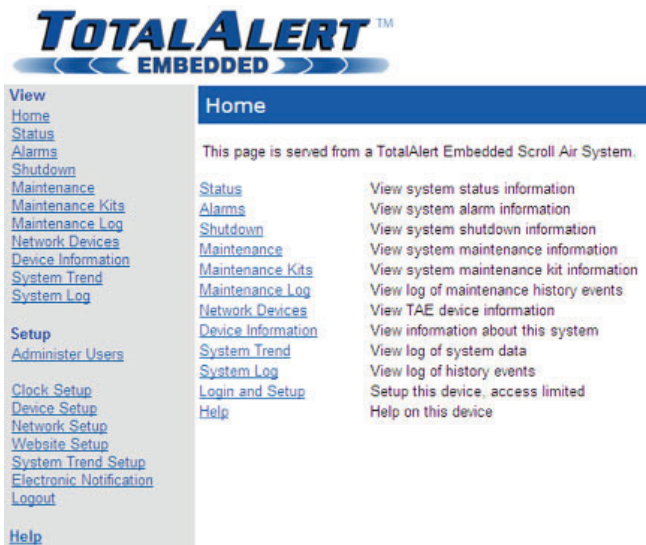 TOTALALERT™
EMBEDDED
View
Home
Status
Alarms
Shutdown
Maintenance
Maintenance Kits
Maintenance Log
Network Devices
Device Information
System Trend
System Log
Setup
Administer Users
Clock Setup
Device Setup
Network Setup
Website Setup
System Trend Setup
Electronic Notification
Logout
Help
Home
This page is served from a TotalAlert Embedded Scroll Air System.
Status View system status information
Alarms View system alarm information
Shutdown View system shutdown information
Maintenance View system maintenance information
Maintenance Kits View system maintenance kit information
Maintenance Log View log of maintenance history events
Network Devices View TAE device information
Device Information View information about this system
System Trend View log of system data
System Log View log of history events
Login and Setup Setup this device, access limited
Help Help on this device